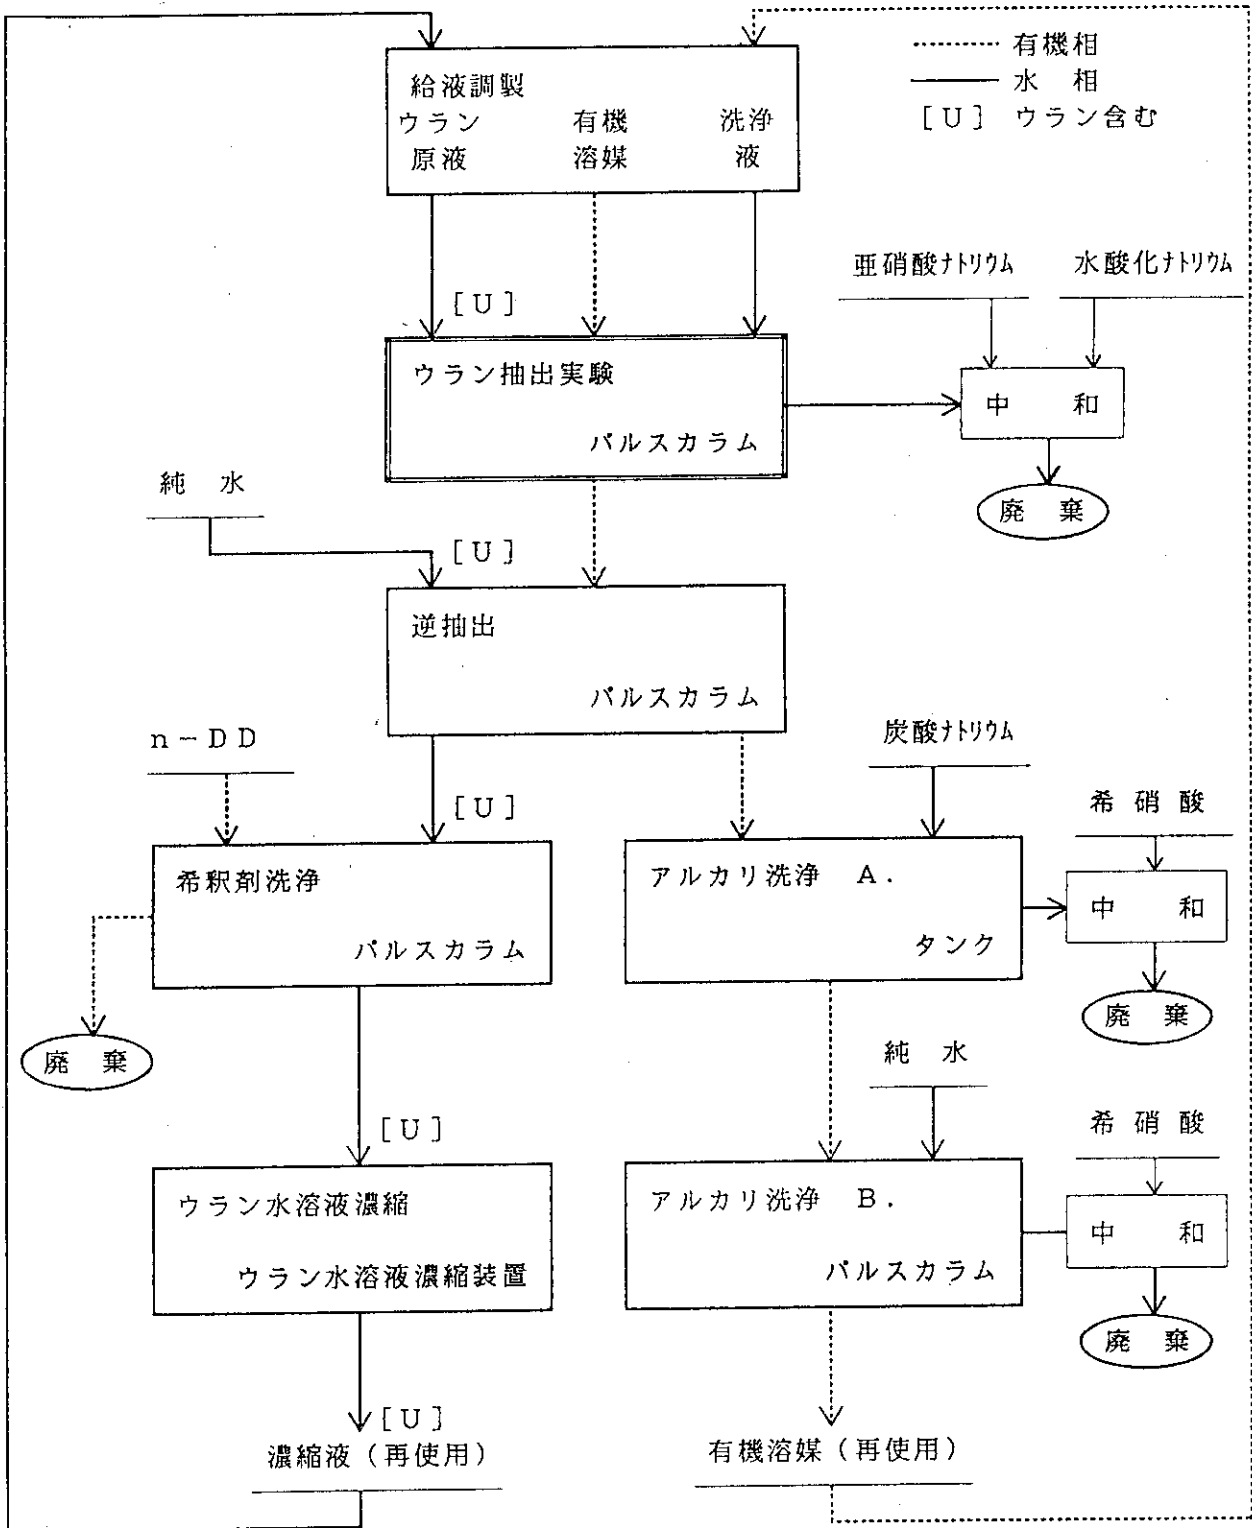 有機相
水 相
[U] ウラン含む
給液調製
ウラン 有機 洗浄
原液 溶媒 液
亜硝酸ナトリウム 水酸化ナトリウム
[U]
ウラン抽出実験
パルスカラム
中 和
廃 棄
純 水
[U]
逆抽出
パルスカラム
n-DD
[U]
炭酸ナトリウム
希 硝 酸
希釈剤洗浄
パルスカラム
アルカリ洗浄 A.
タンク
中 和
廃 棄
廃 棄
純 水
[U]
希 硝 酸
ウラン水溶液濃縮
ウラン水溶液濃縮装置
アルカリ洗浄 B.
パルスカラム
中 和
廃 棄
[U]
濃縮液(再使用)
有機溶媒(再使用)